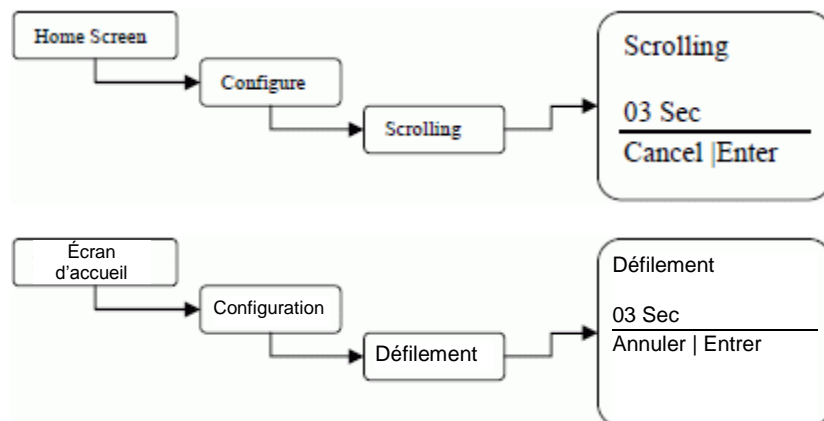 Home Screen
Configure
Scrolling
Scrolling
03 Sec
Cancel |Enter
Écran
d'accueil
Configuration
Défilement
Défilement
03 Sec
Annuler | Entrer